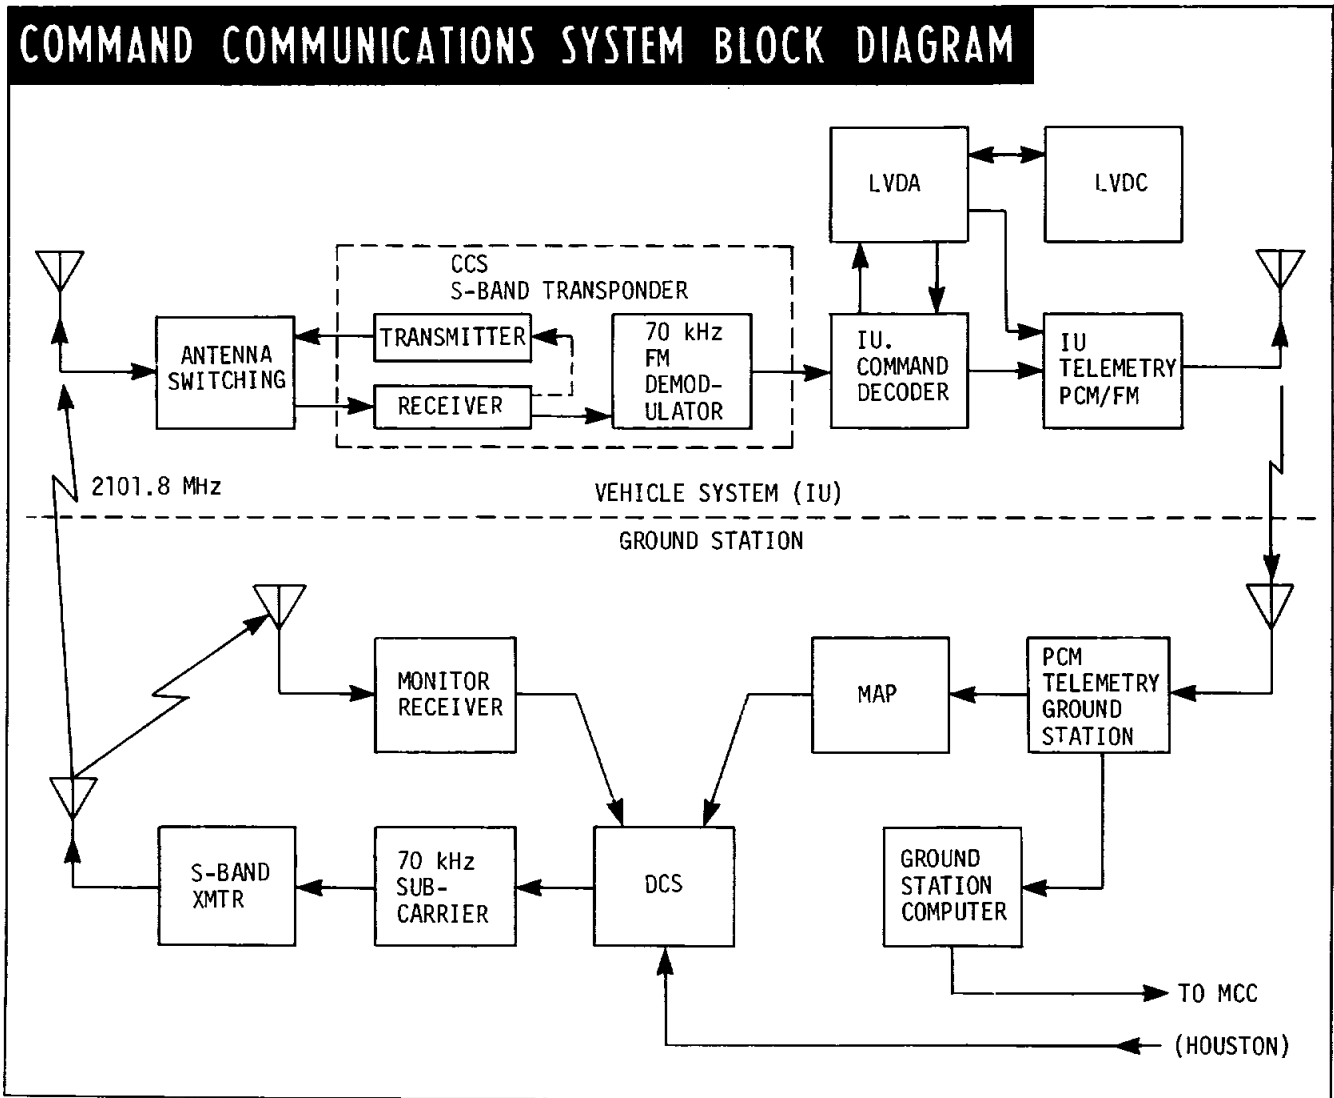 COMMAND COMMUNICATIONS SYSTEM BLOCK DIAGRAM
LVDA
LVDC
CCS
S-BAND TRANSPONDER
TRANSMITTER
RECEIVER
70 kHz
FM
DEMOD-
ULATOR
ANTENNA
SWITCHING
IU.
COMMAND
DECODER
IU
TELEMETRY
PCM/FM
2101.8 MHz
VEHICLE SYSTEM (IU)
GROUND STATION
MONITOR
RECEIVER
MAP
PCM
TELEMETRY
GROUND
STATION
S-BAND
XMTR
70 kHz
SUB-
CARRIER
DCS
GROUND
STATION
COMPUTER
TO MCC
(HOUSTON)